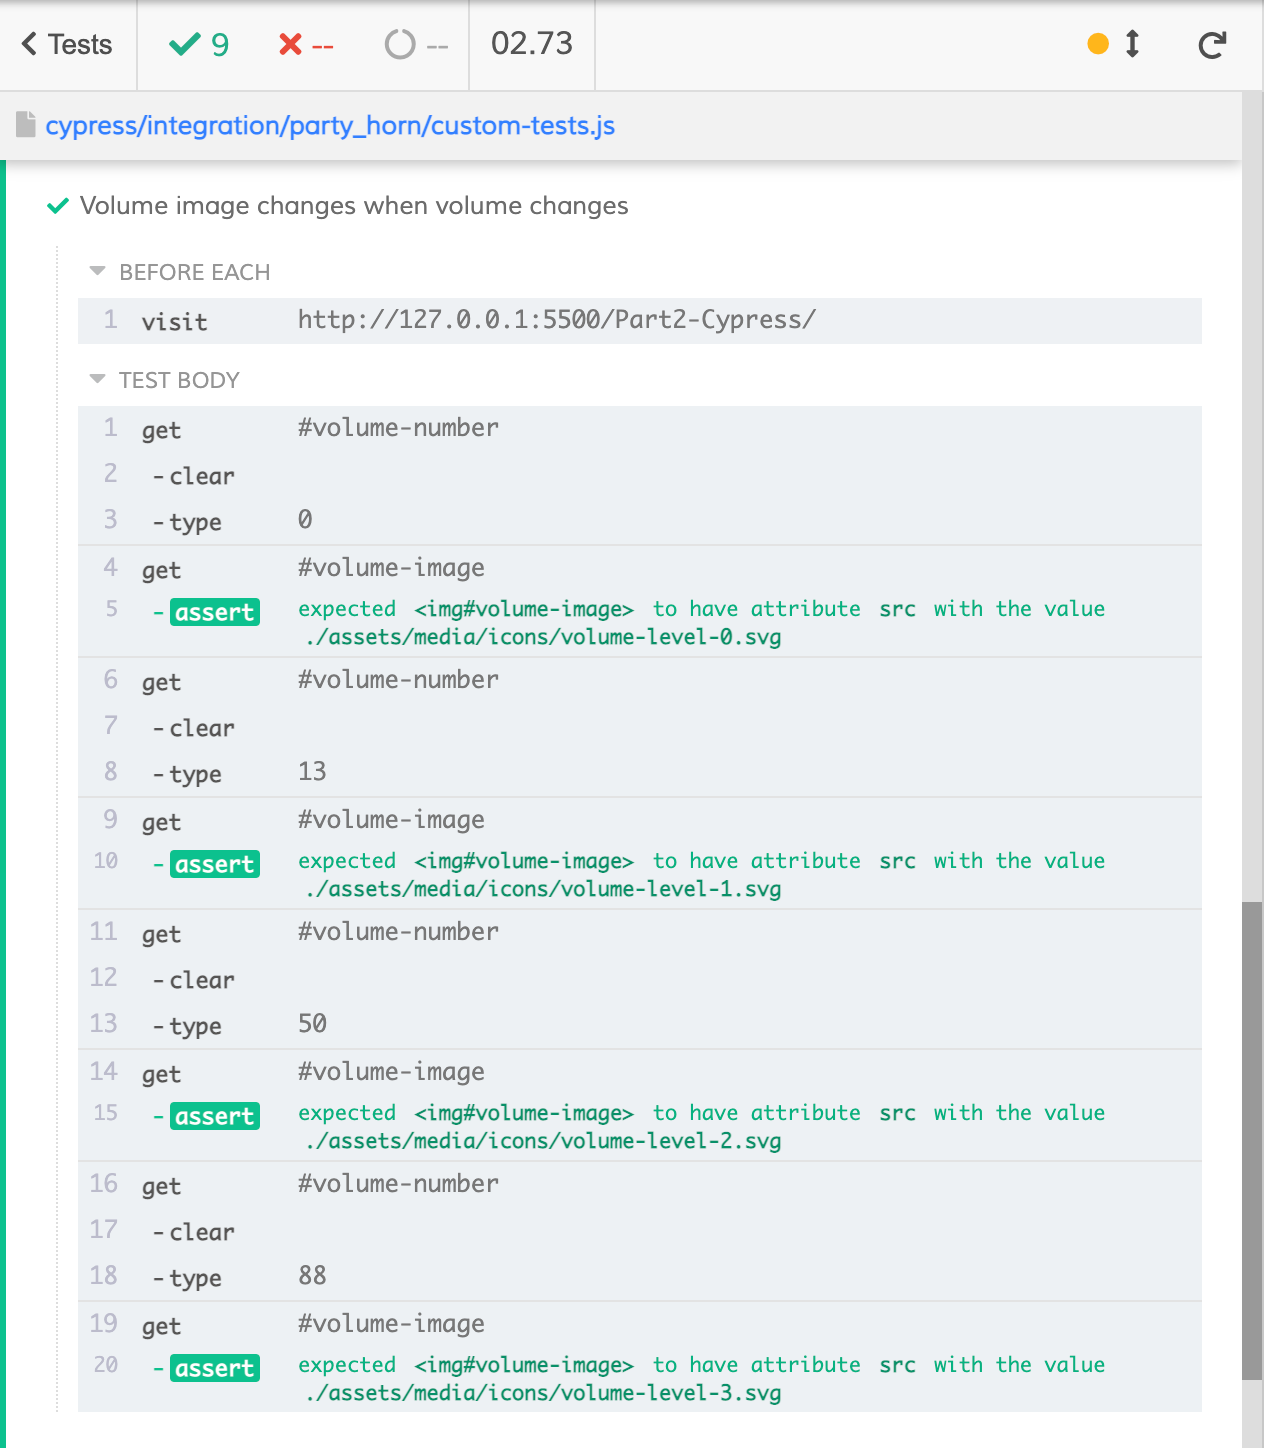 Tests 9 -- -- 02.73
cypress/integration/party_horn/custom-tests.js
Volume image changes when volume changes
BEFORE EACH
1 visit http://127.0.0.1:5500/Part2-Cypress/
TEST BODY
1 get #volume-number
2 -clear
3 -type 0
4 get #volume-image
5 -assert expected <img#volume-image> to have attribute src with the value
./assets/media/icons/volume-level-0.svg
6 get #volume-number
7 -clear
8 -type 13
9 get #volume-image
10 -assert expected <img#volume-image> to have attribute src with the value
./assets/media/icons/volume-level-1.svg
11 get #volume-number
12 -clear
13 -type 50
14 get #volume-image
15 -assert expected <img#volume-image> to have attribute src with the value
./assets/media/icons/volume-level-2.svg
16 get #volume-number
17 -clear
18 -type 88
19 get #volume-image
20 -assert expected <img#volume-image> to have attribute src with the value
./assets/media/icons/volume-level-3.svg